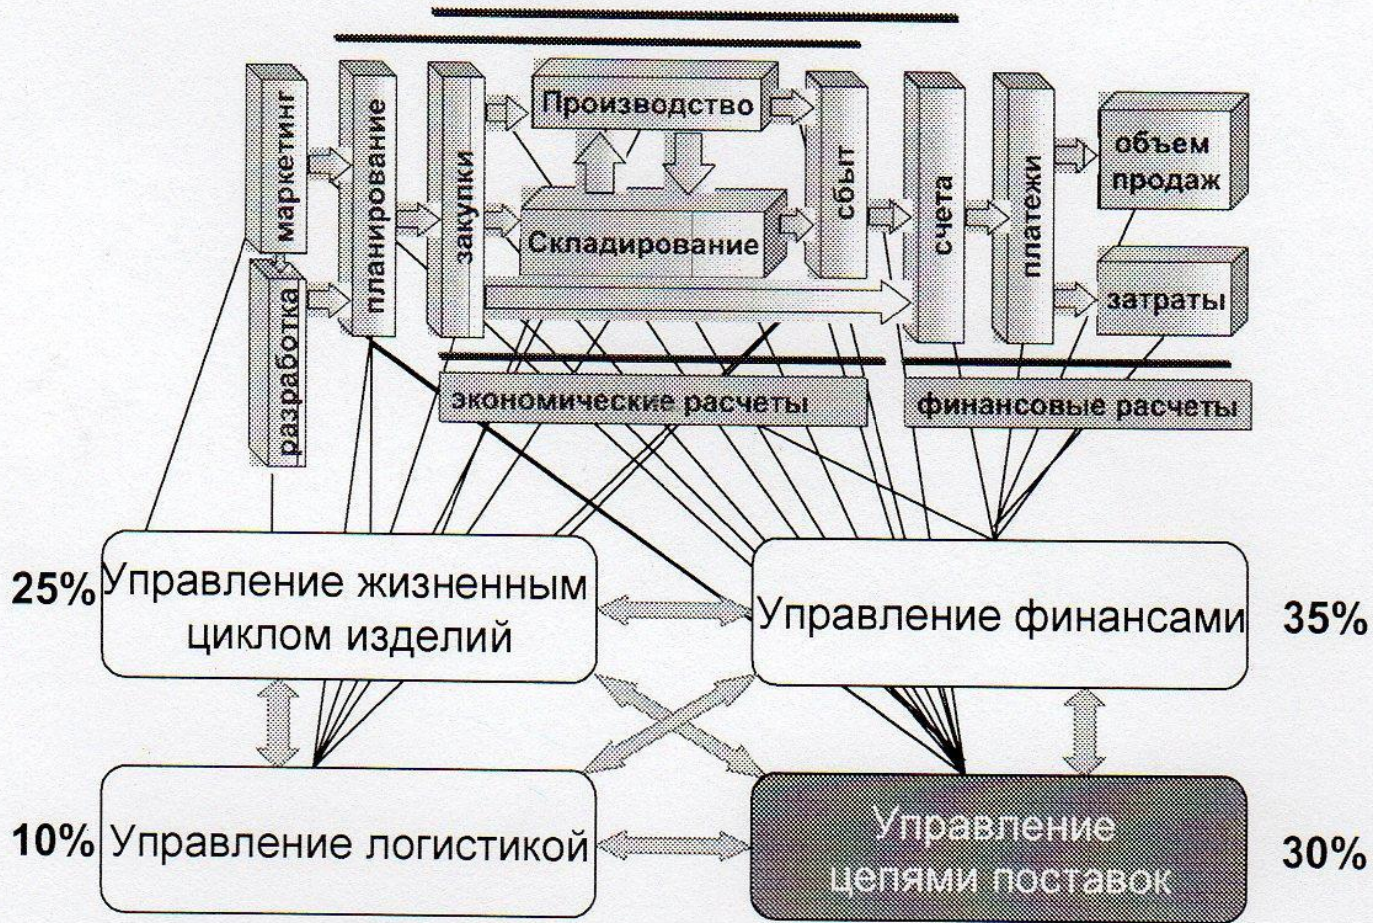 маркетинг
разработка
планирование
закупки
Производство
Складирование
сбыт
счета
платежи
объем
продаж
затраты
экономические расчеты
финансовые расчеты
25%
Управление жизненным
циклом изделий
Управление финансами
35%
10%
Управление логистикой
Управление
цепями поставок
30%